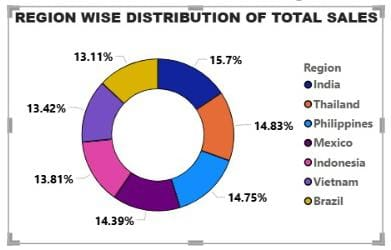 REGION WISE DISTRIBUTION OF TOTAL SALES
13.11%
15.7%
13.42%
14.83%
13.81%
14.75%
14.39%
Region
India
Thailand
Philippines
Mexico
Indonesia
Vietnam
Brazil